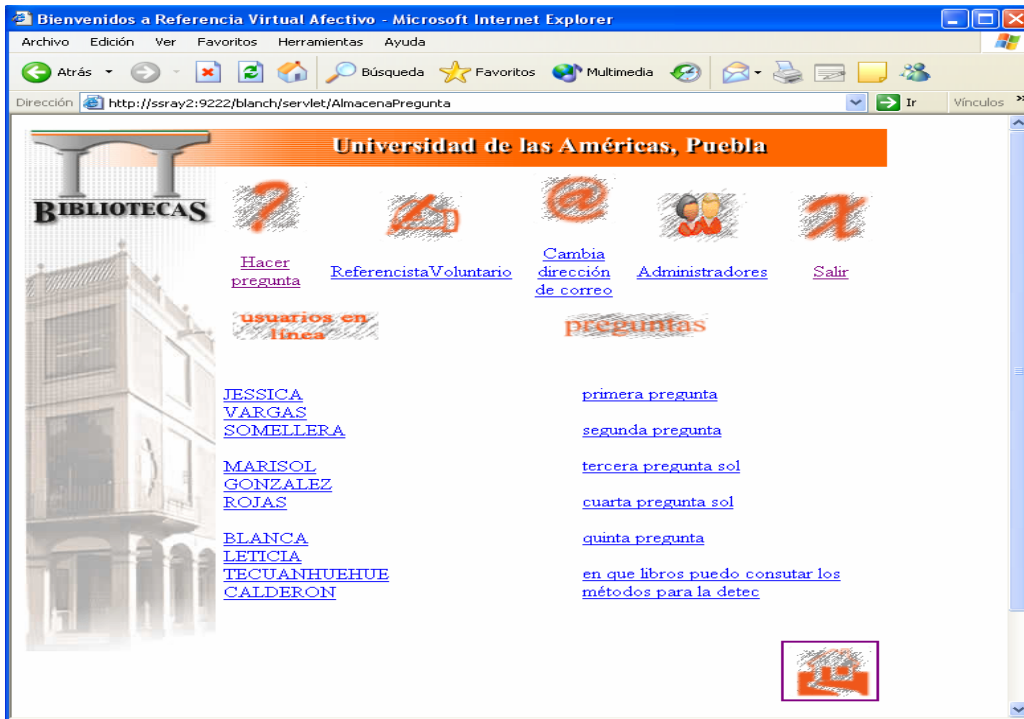 Bienvenidos a Referencia Virtual Afectivo - Microsoft Internet Explorer
Archivo Edición Ver Favoritos Herramientas Ayuda
Atrás Búsqueda Favoritos Multimedia
Dirección http://ssray2:9222/blanch/servlet/AlmacenaPregunta Ir Vínculos »
Universidad de las Américas, Puebla
BIBLIOTECAS
Hacer
pregunta
ReferencistaVoluntario
Cambia
dirección
de correo
Administradores
Salir
usuarios en
línea
preguntas
JESSICA
VARGAS
SOMELLERA
MARISOL
GONZALEZ
ROJAS
BLANCA
LETICIA
TECUANHUEHUE
CALDERON
primera pregunta
segunda pregunta
tercera pregunta sol
cuarta pregunta sol
quinta pregunta
en que libros puedo consutar los
métodos para la detec